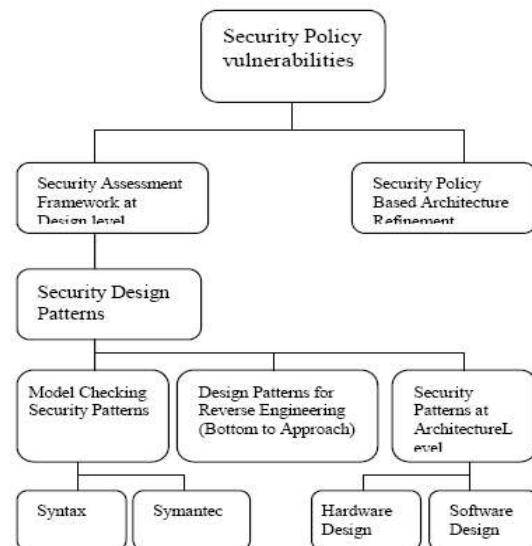 Security Policy
vulnerabilities
Security Assessment
Framework at
Design level
Security Policy
Based Architecture
Refinement
Security Design
Patterns
Model Checking
Security Patterns
Design Patterns for
Reverse Engineering
(Bottom to Approach)
Security
Patterns at
ArchitectureL
evel
Syntax
Symantec
Hardware
Design
Software
Design